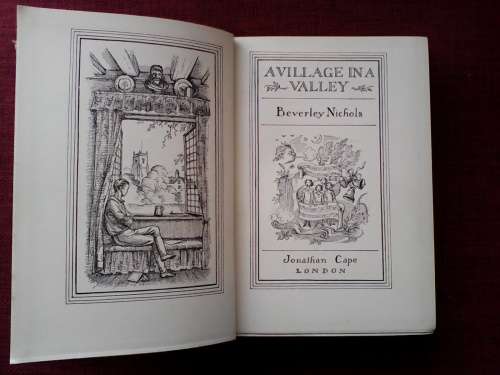 A VILLAGE IN A
VALLEY
Beverley Nichols
Jonathan Cape
LONDON